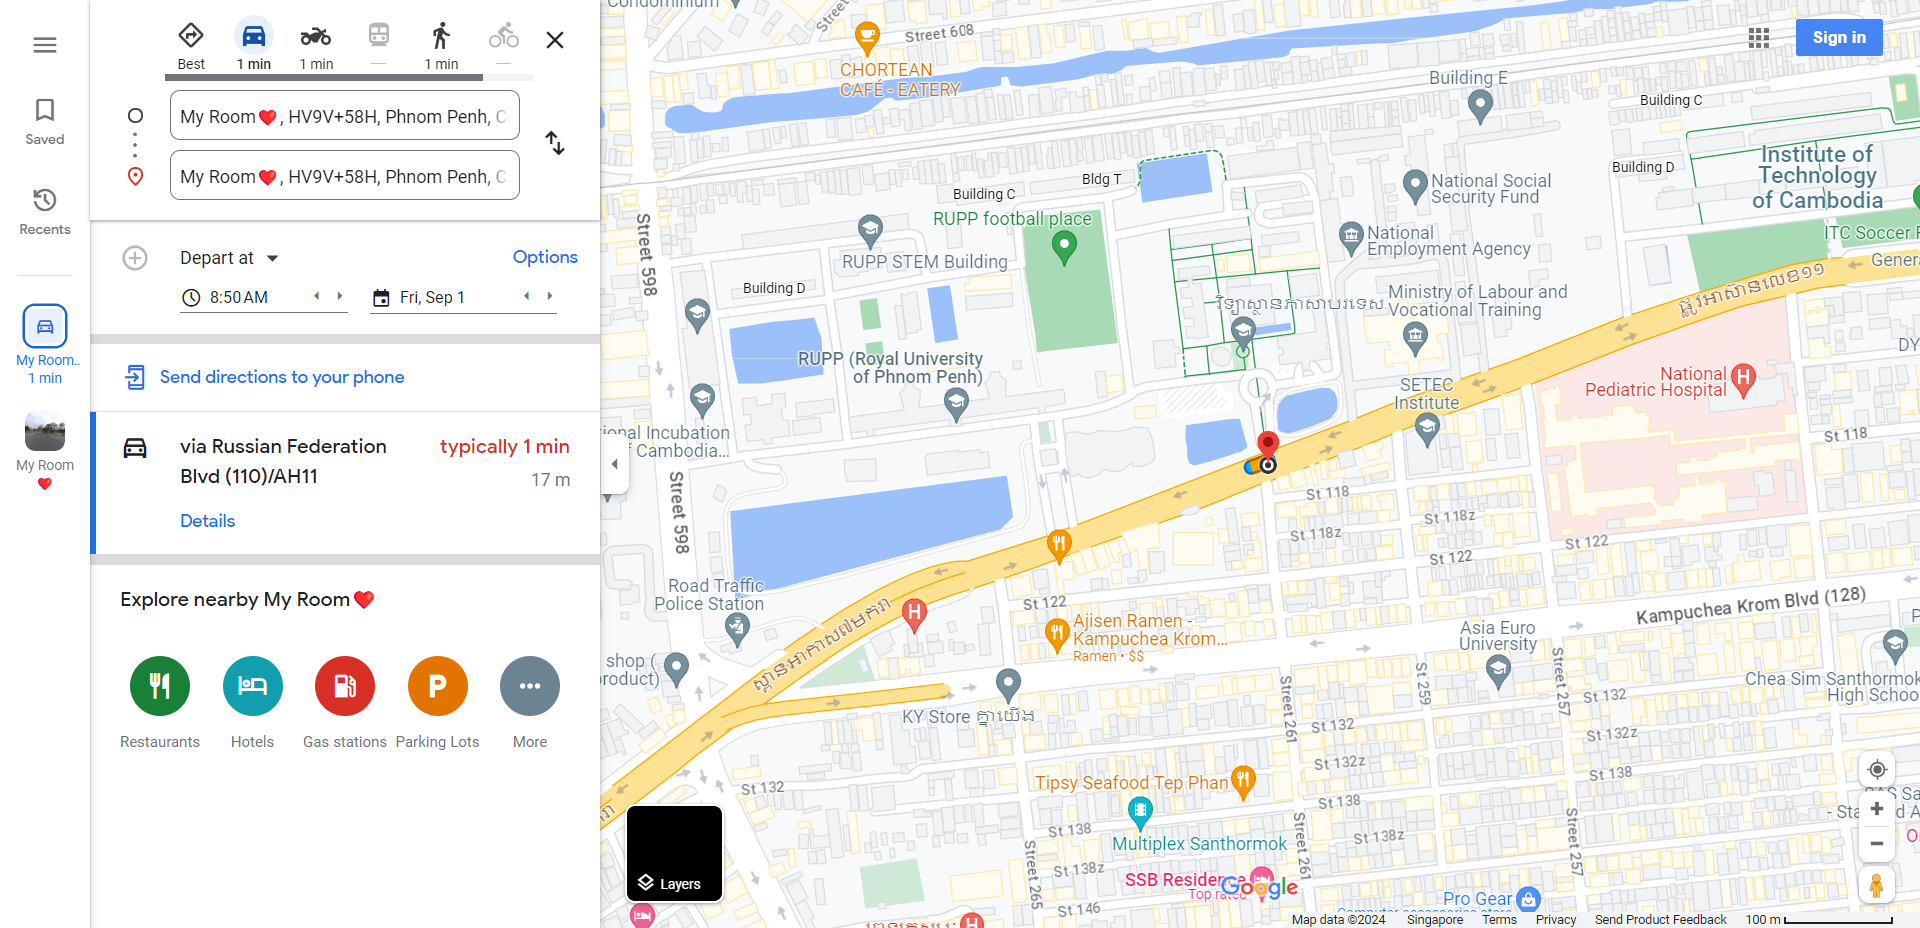 Best
1 min
1 min
—
1 min
—
My Room❤️, HV9V+58H, Phnom Penh, C
My Room❤️, HV9V+58H, Phnom Penh, C
Saved
Recents
My Room..
1 min
My Room
❤️
Depart at
Options
8:50 AM
Fri, Sep 1
Send directions to your phone
via Russian Federation
Blvd (110)/AH11
typically 1 min
17 m
Details
Explore nearby My Room❤️
Restaurants
Hotels
Gas stations
P
Parking Lots
More
Layers
Sign in
Condominium
Street
Street 608
CHORTEAN
CAFÉ - EATERY
Building E
Building C
Building D
Institute of
Technology
of Cambodia
ITC Soccer F
Genera
Bldg T
Building C
RUPP football place
RUPP STEM Building
Building D
Street 598
National Social
Security Fund
National
Employment Agency
វិទ្យាស្ថានភាសាបរទេស
Ministry of Labour and
Vocational Training
ផ្លូវអាស៊ានលេខ១១
RUPP (Royal University
of Phnom Penh)
SETEC
Institute
National
Pediatric Hospital
H
DY
ional Incubation
f Cambodia...
Street 598
St 118
St 118
St 118z
St 118z
St 122
St 122
St 122
Road Traffic
Police Station
H
Ajisen Ramen -
Kampuchea Krom...
Ramen • $$
Kampuchea Krom Blvd (128)
Asia Euro
University
P
shop (
roduct)
KY Store គ្នាយើង
Street 261
St 259
Street 257
St 132
St 132
St 132
St 132z
St 132z
Chea Sim Santhormok
High Schoo
Tipsy Seafood Tep Phan
St 138
St 138
St 138
Multiplex Santhormok
St 138z
St 138z
Street 265
Street 261
Street 257
SSB Residence
Top rated
St 146
H
Pro Gear
Google
Map data ©2024
Singapore
Terms
Privacy
Send Product Feedback
100 m